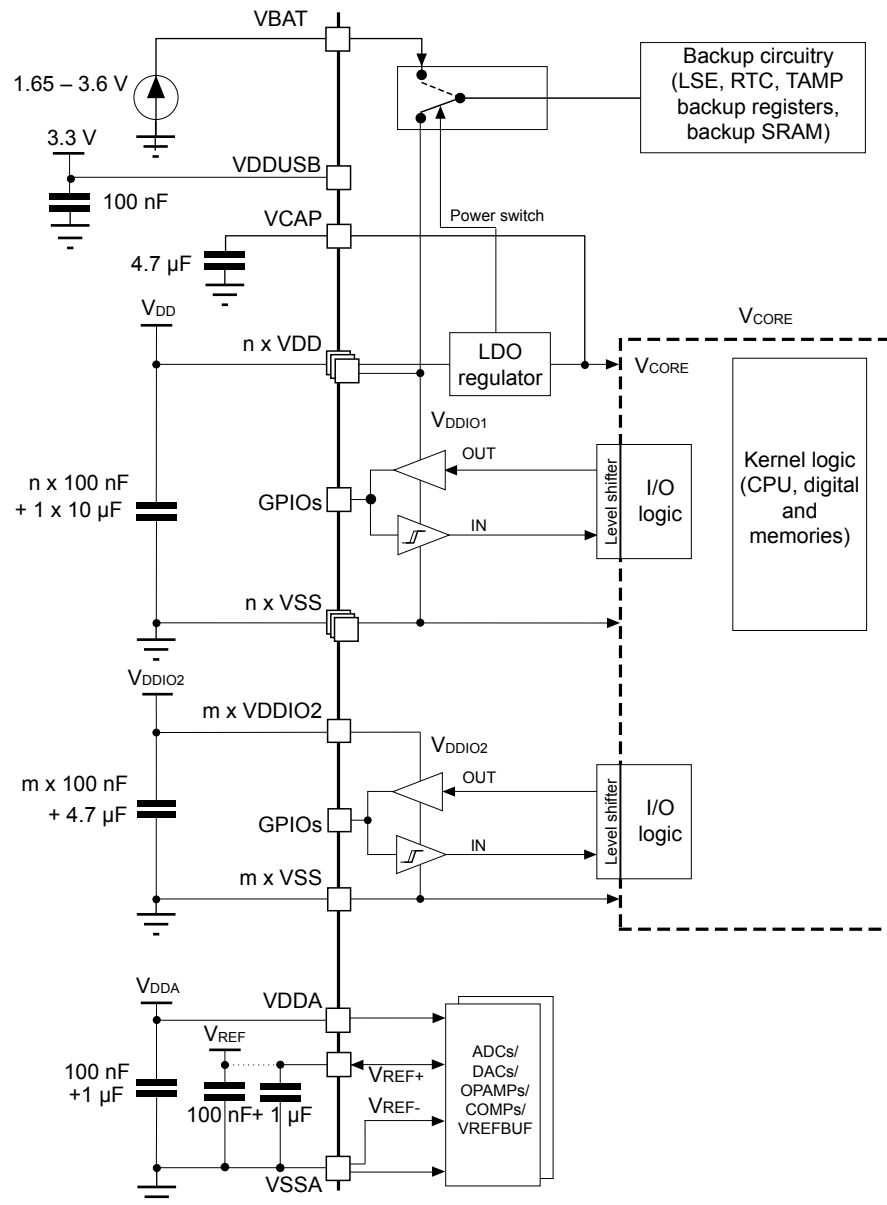 VBAT
1.65 – 3.6 V
Backup circuitry
(LSE, RTC, TAMP
backup registers,
backup SRAM)
3.3 V
VDDUSB
100 nF
VCAP
Power switch
4.7 µF
VDD
n x VDD
LDO
regulator
VCORE
VCORE
VDDIO1
OUT
n x 100 nF
+ 1 x 10 µF
GPIOs
IN
Level shifter
I/O
logic
Kernel logic
(CPU, digital
and
memories)
n x VSS
VDDIO2
m x VDDIO2
VDDIO2
OUT
m x 100 nF
+ 4.7 µF
GPIOs
IN
Level shifter
I/O
logic
m x VSS
VDDA
VDDA
VREF
100 nF
+1 µF
VREF+
100 nF+ 1 µF
VREF-
ADCs/
DACs/
OPAMPs/
COMPs/
VREFBUF
VSSA